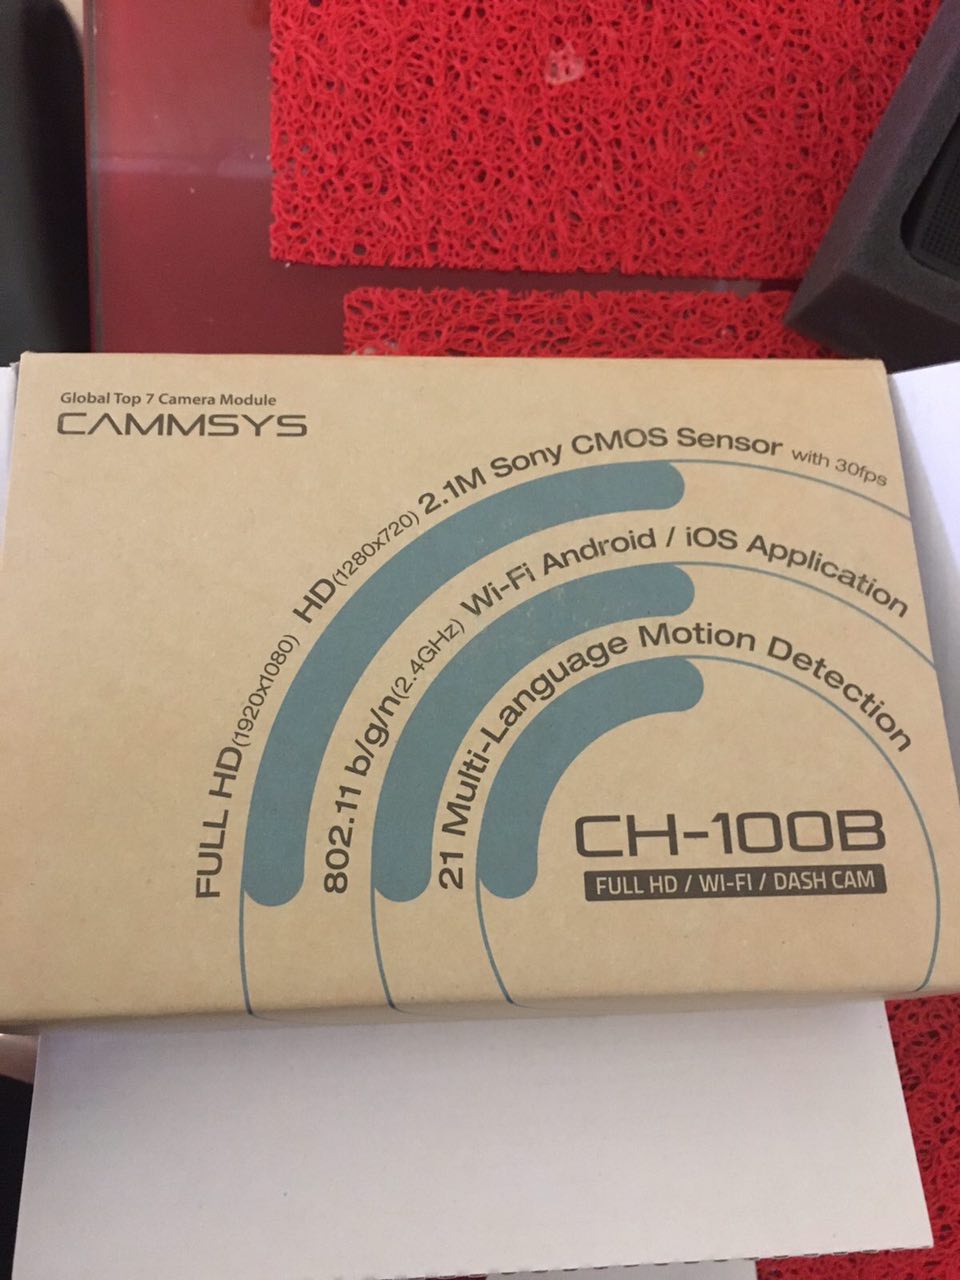 Global Top 7 Camera Module
CAMMSYS
FULL HD(1920x1080) HD(1280x720) 2.1M Sony CMOS Sensor with 30fps
802.11 b/g/n(2.4GHz) Wi-Fi Android / iOS Application
21 Multi-Language Motion Detection
CH-100B
FULL HD / WI-FI / DASH CAM